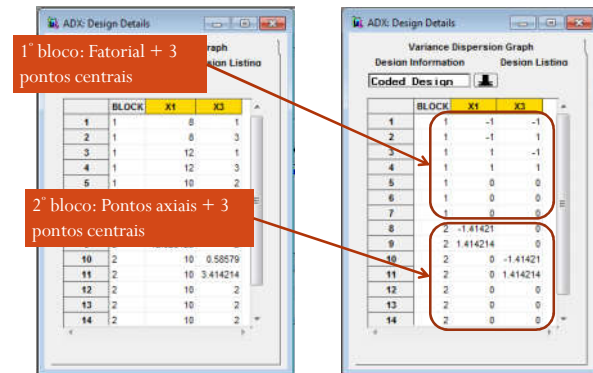 ADX: Design Details
raph
sign Listing
1º bloco: Fatorial + 3
pontos centrais
BLOCK X1 X3
1 1 8 1
2 1 8 3
3 1 12 1
4 1 12 3
5 1 10 2
2º bloco: Pontos axiais + 3
pontos centrais
10 2 10 0.58579
11 2 10 3.414214
12 2 10 2
13 2 10 2
14 2 10 2
ADX: Design Details
Variance Dispersion Graph
Design Information Design Listing
Coded Design
BLOCK X1 X3
1 1 -1 -1
2 1 -1 1
3 1 1 -1
4 1 1 1
5 1 0 0
6 1 0 0
7 1 0 0
8 2 -1.41421 0
9 2 1.414214 0
10 2 0 -1.41421
11 2 0 1.414214
12 2 0 0
13 2 0 0
14 2 0 0